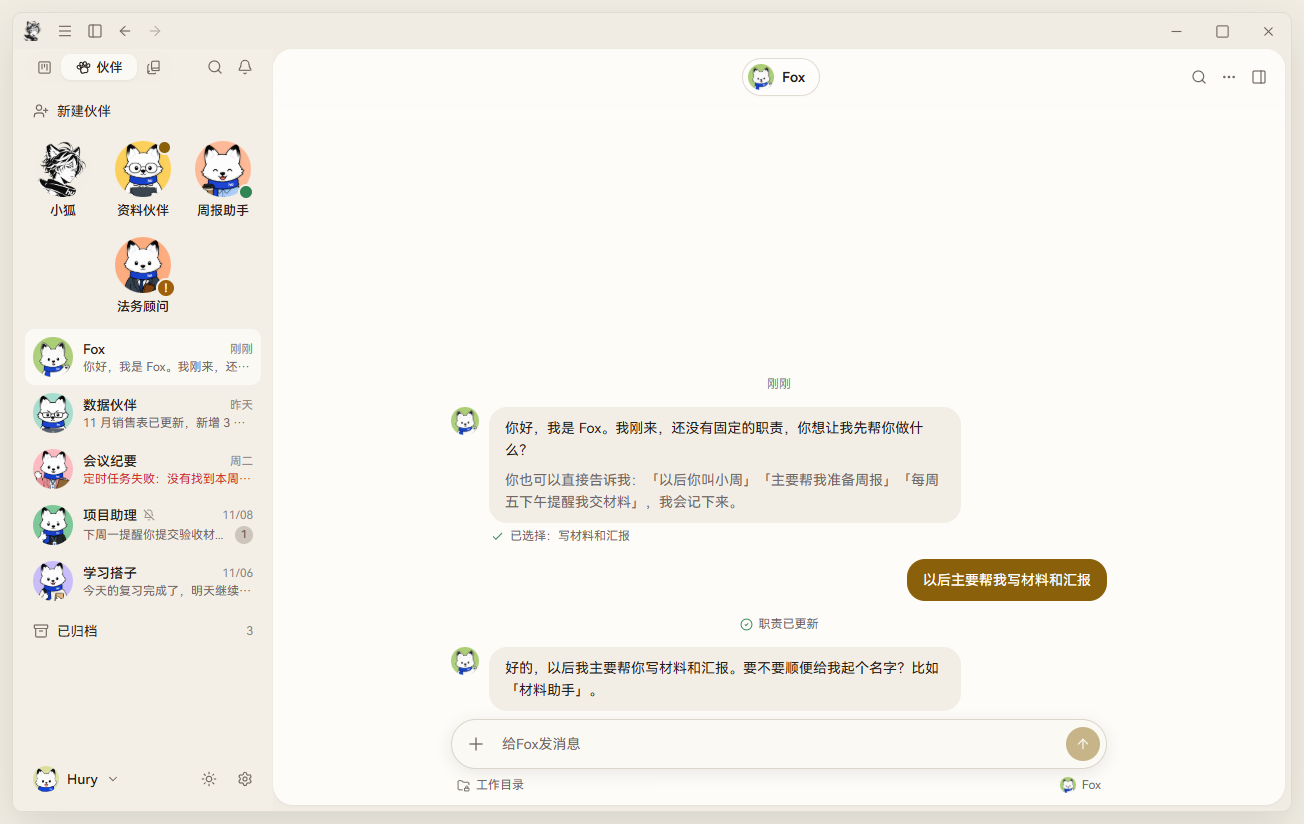 伙伴
新建伙伴
小狐
资料伙伴
周报助手
!
法务顾问
Fox
刚刚
你好，我是 Fox。我刚来，还…
数据伙伴
昨天
11 月销售表已更新，新增 3 …
会议纪要
周二
定时任务失败：没有找到本周…
项目助理
11/08
下周一提醒你提交验收材...
1
学习搭子
11/06
今天的复习完成了，明天继续…
已归档
3
Hury
Fox
刚刚
你好，我是 Fox。我刚来，还没有固定的职责，你想让我先帮你做什
么？
你也可以直接告诉我：「以后你叫小周」「主要帮我准备周报」「每周
五下午提醒我交材料」，我会记下来。
已选择：写材料和汇报
以后主要帮我写材料和汇报
职责已更新
好的，以后我主要帮你写材料和汇报。要不要顺便给我起个名字？比如
「材料助手」。
给Fox发消息
工作目录
Fox